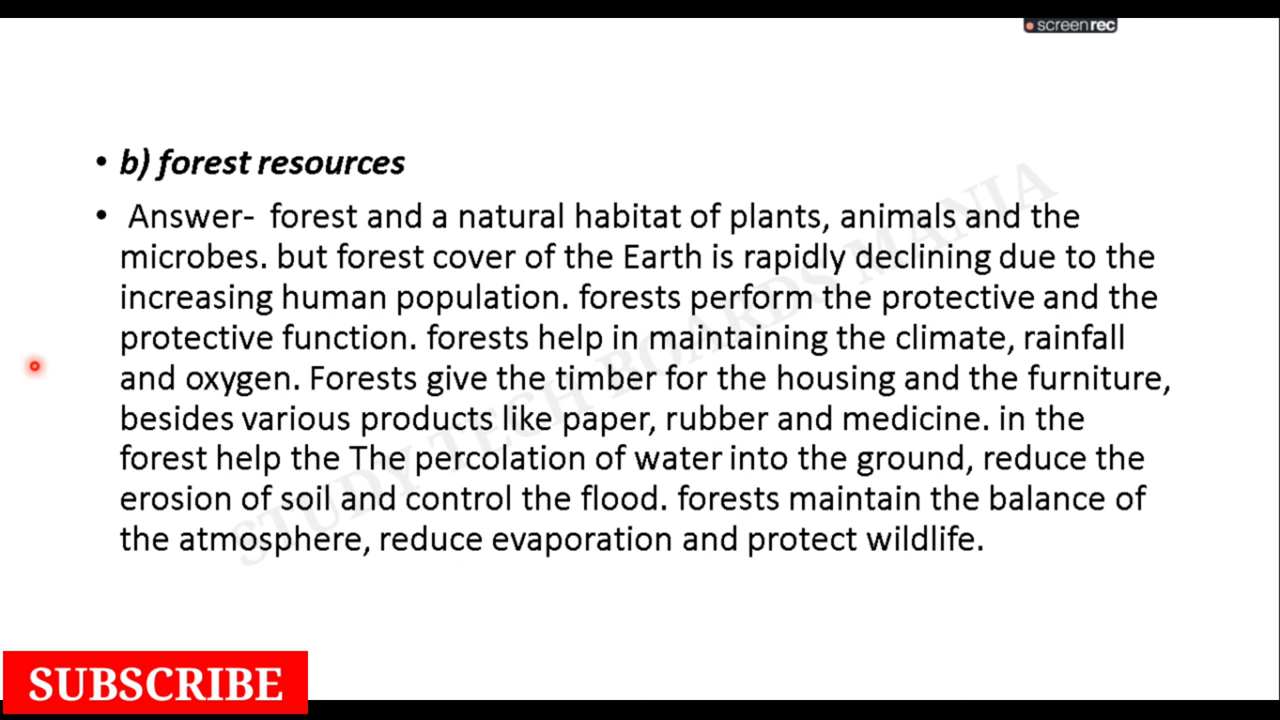 screenrec
• b) forest resources
• Answer- forest and a natural habitat of plants, animals and the
microbes. but forest cover of the Earth is rapidly declining due to the
increasing human population. forests perform the protective and the
protective function. forests help in maintaining the climate, rainfall
and oxygen. Forests give the timber for the housing and the furniture,
besides various products like paper, rubber and medicine. in the
forest help the The percolation of water into the ground, reduce the
erosion of soil and control the flood. forests maintain the balance of
the atmosphere, reduce evaporation and protect wildlife.
STUDY TECH BOARDS MANIA
SUBSCRIBE